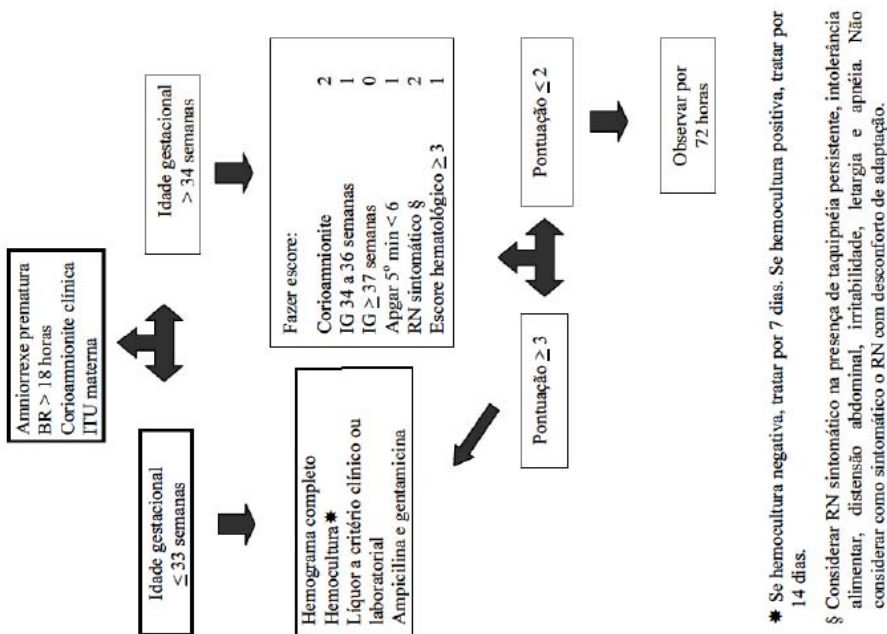 Amniorrexe prematura
BR > 18 horas
Corioamnionite clínica
ITU materna
Idade gestacional
≤ 33 semanas
Idade gestacional
> 34 semanas
Hemograma completo
Hemocultura ✱
Líquor a critério clínico ou
laboratorial
Ampicilina e gentamicina
Fazer escore:
Corioamnionite 2
IG 34 a 36 semanas 1
IG ≥ 37 semanas 0
Apgar 5º min < 6 1
RN sintomático § 2
Escore hematológico ≥ 3 1
Pontuação ≥ 3
Pontuação ≤ 2
Observar por
72 horas
✱ Se hemocultura negativa, tratar por 7 dias. Se hemocultura positiva, tratar por
14 dias.
§ Considerar RN sintomático na presença de taquipnéia persistente, intolerância
alimentar, distensão abdominal, irritabilidade, letargia e apnéia. Não
considerar como sintomático o RN com desconforto de adaptação.